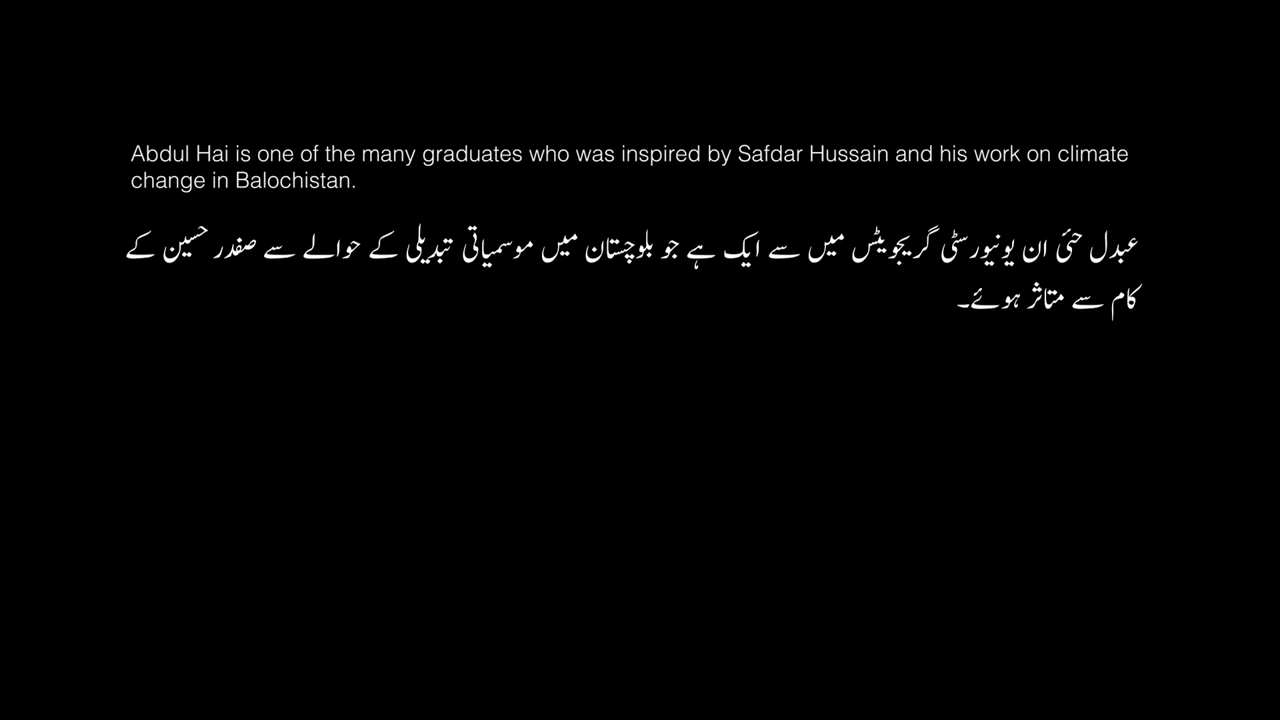 Abdul Hai is one of the many graduates who was inspired by Safdar Hussain and his work on climate
change in Balochistan.
عبدل حئی ان یونیورسٹی گریجویٹس میں سے ایک ہے جو بلوچستان میں موسمیاتی تبدیلی کے حوالے سے صفدر حسین کے
کام سے متاثر ہوئے۔